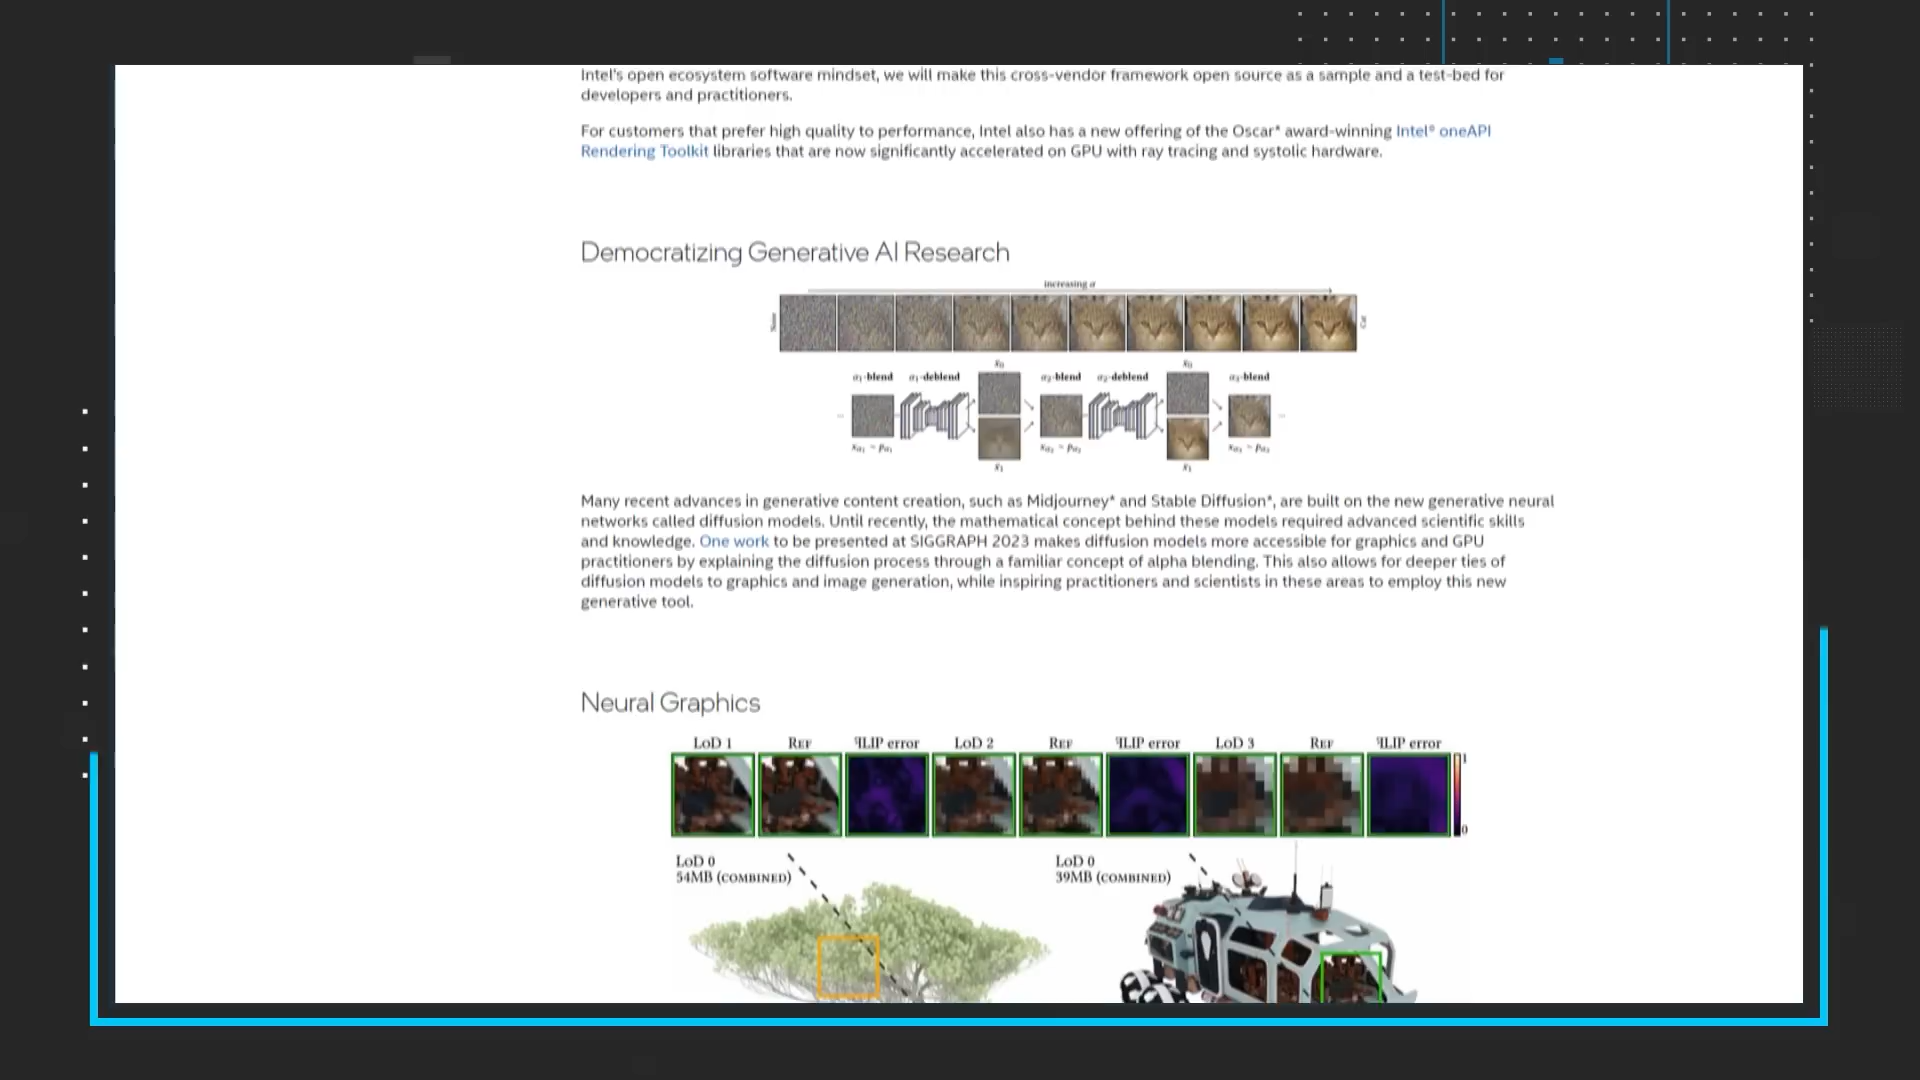 Intel's open ecosystem software mindset, we will make this cross-vendor framework open source as a sample and a test-bed for
developers and practitioners.
For customers that prefer high quality to performance, Intel also has a new offering of the Oscar* award-winning Intel® oneAPI
Rendering Toolkit libraries that are now significantly accelerated on GPU with ray tracing and systolic hardware.
Democratizing Generative AI Research
increasing α
Noise
Cat
x₀ x₀
α₁-blend α₁-deblend α₂-blend α₂-deblend α₃-blend
x̄₁ x̄₁
Many recent advances in generative content creation, such as Midjourney* and Stable Diffusion*, are built on the new generative neural
networks called diffusion models. Until recently, the mathematical concept behind these models required advanced scientific skills
and knowledge. One work to be presented at SIGGRAPH 2023 makes diffusion models more accessible for graphics and GPU
practitioners by explaining the diffusion process through a familiar concept of alpha blending. This also allows for deeper ties of
diffusion models to graphics and image generation, while inspiring practitioners and scientists in these areas to employ this new
generative tool.
Neural Graphics
LoD 1 Ref ꟻLIP error LoD 2 Ref ꟻLIP error LoD 3 Ref ꟻLIP error
1
0
LoD 0
54MB (COMBINED)
LoD 0
39MB (COMBINED)